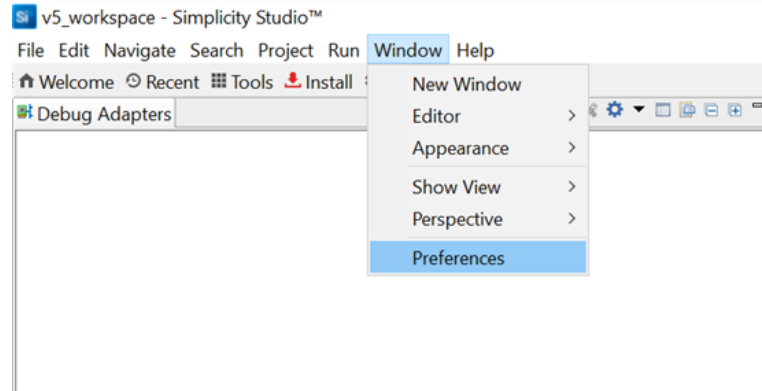 Si v5_workspace - Simplicity Studio™
File Edit Navigate Search Project Run Window Help
Welcome Recent Tools Install
New Window
Debug Adapters
Editor
Appearance
Show View
Perspective
Preferences